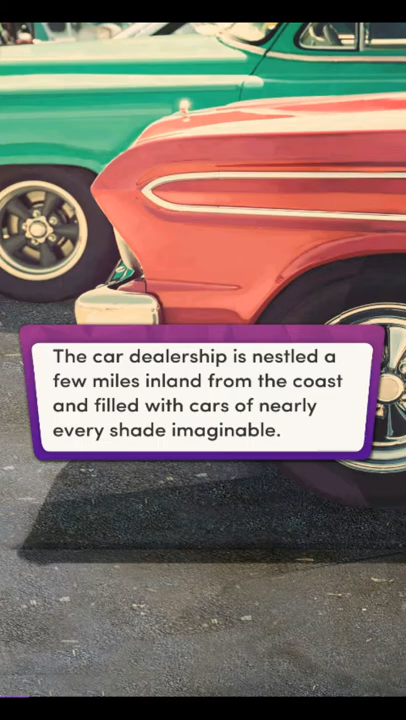 The car dealership is nestled a
few miles inland from the coast
and filled with cars of nearly
every shade imaginable.